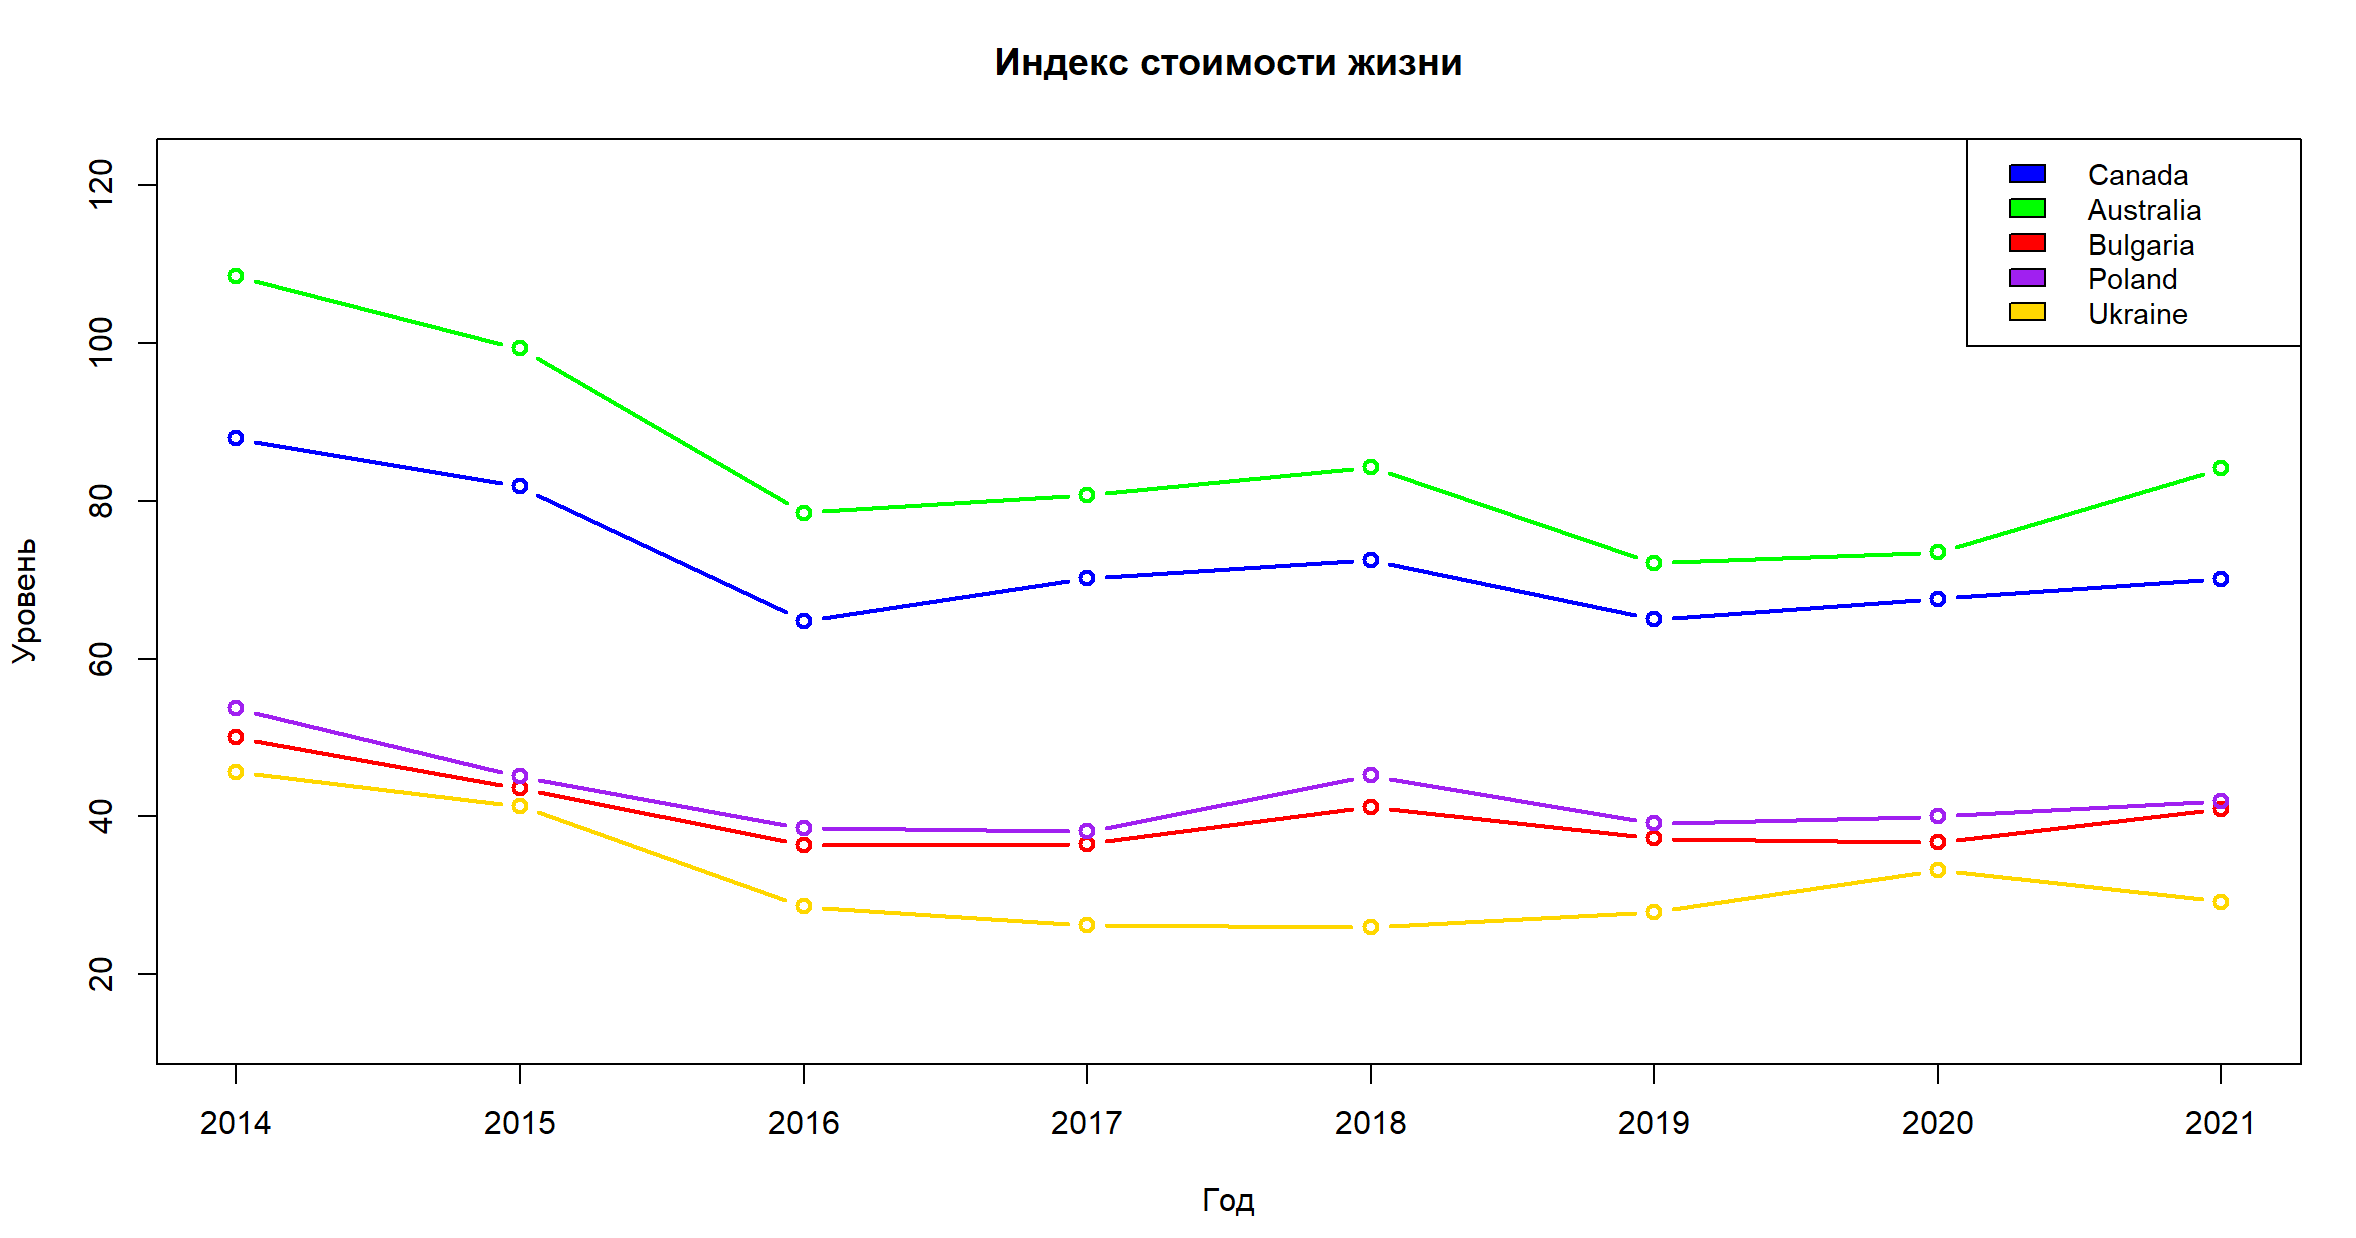 Индекс стоимости жизни
Canada
Australia
Bulgaria
Poland
Ukraine
Уровень
120
100
80
60
40
20
2014 2015 2016 2017 2018 2019 2020 2021
Год